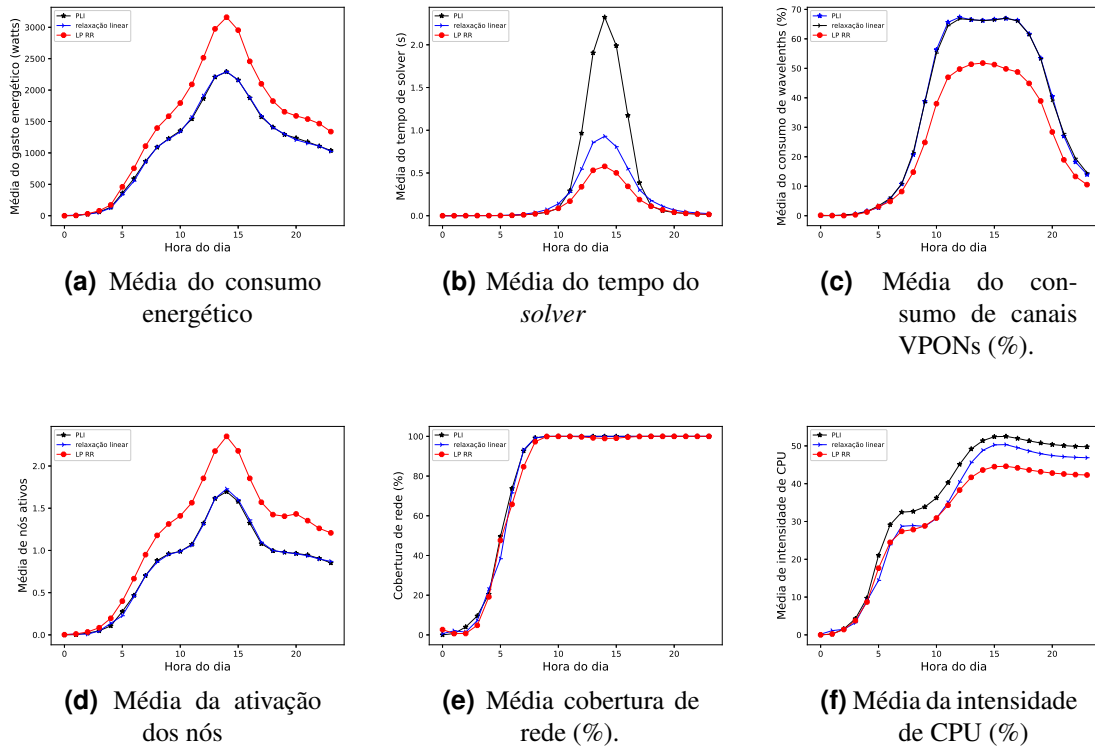 PLI
relaxação linear
LP RR
3000
2500
2000
1500
1000
500
0
Média do gasto energético (watts)
0 5 10 15 20
Hora do dia
(a) Média do consumo
energético
PLI
relaxação linear
LP RR
2.0
1.5
1.0
0.5
0.0
Média do tempo de solver (s)
0 5 10 15 20
Hora do dia
(b) Média do tempo do
solver
PLI
relaxação linear
LP RR
70
60
50
40
30
20
10
0
Média do consumo de wavelenths (%)
0 5 10 15 20
Hora do dia
(c) Média do con-
sumo de canais
VPONs (%).
PLI
relaxação linear
LP RR
2.0
1.5
1.0
0.5
0.0
Média de nós ativos
0 5 10 15 20
Hora do dia
(d) Média da ativação
dos nós
PLI
relaxação linear
LP RR
100
80
60
40
20
0
Cobertura de rede (%)
0 5 10 15 20
Hora do dia
(e) Média cobertura de
rede (%).
PLI
relaxação linear
LP RR
50
40
30
20
10
0
Média de intensidade de CPU
0 5 10 15 20
Hora do dia
(f) Média da intensidade
de CPU (%)